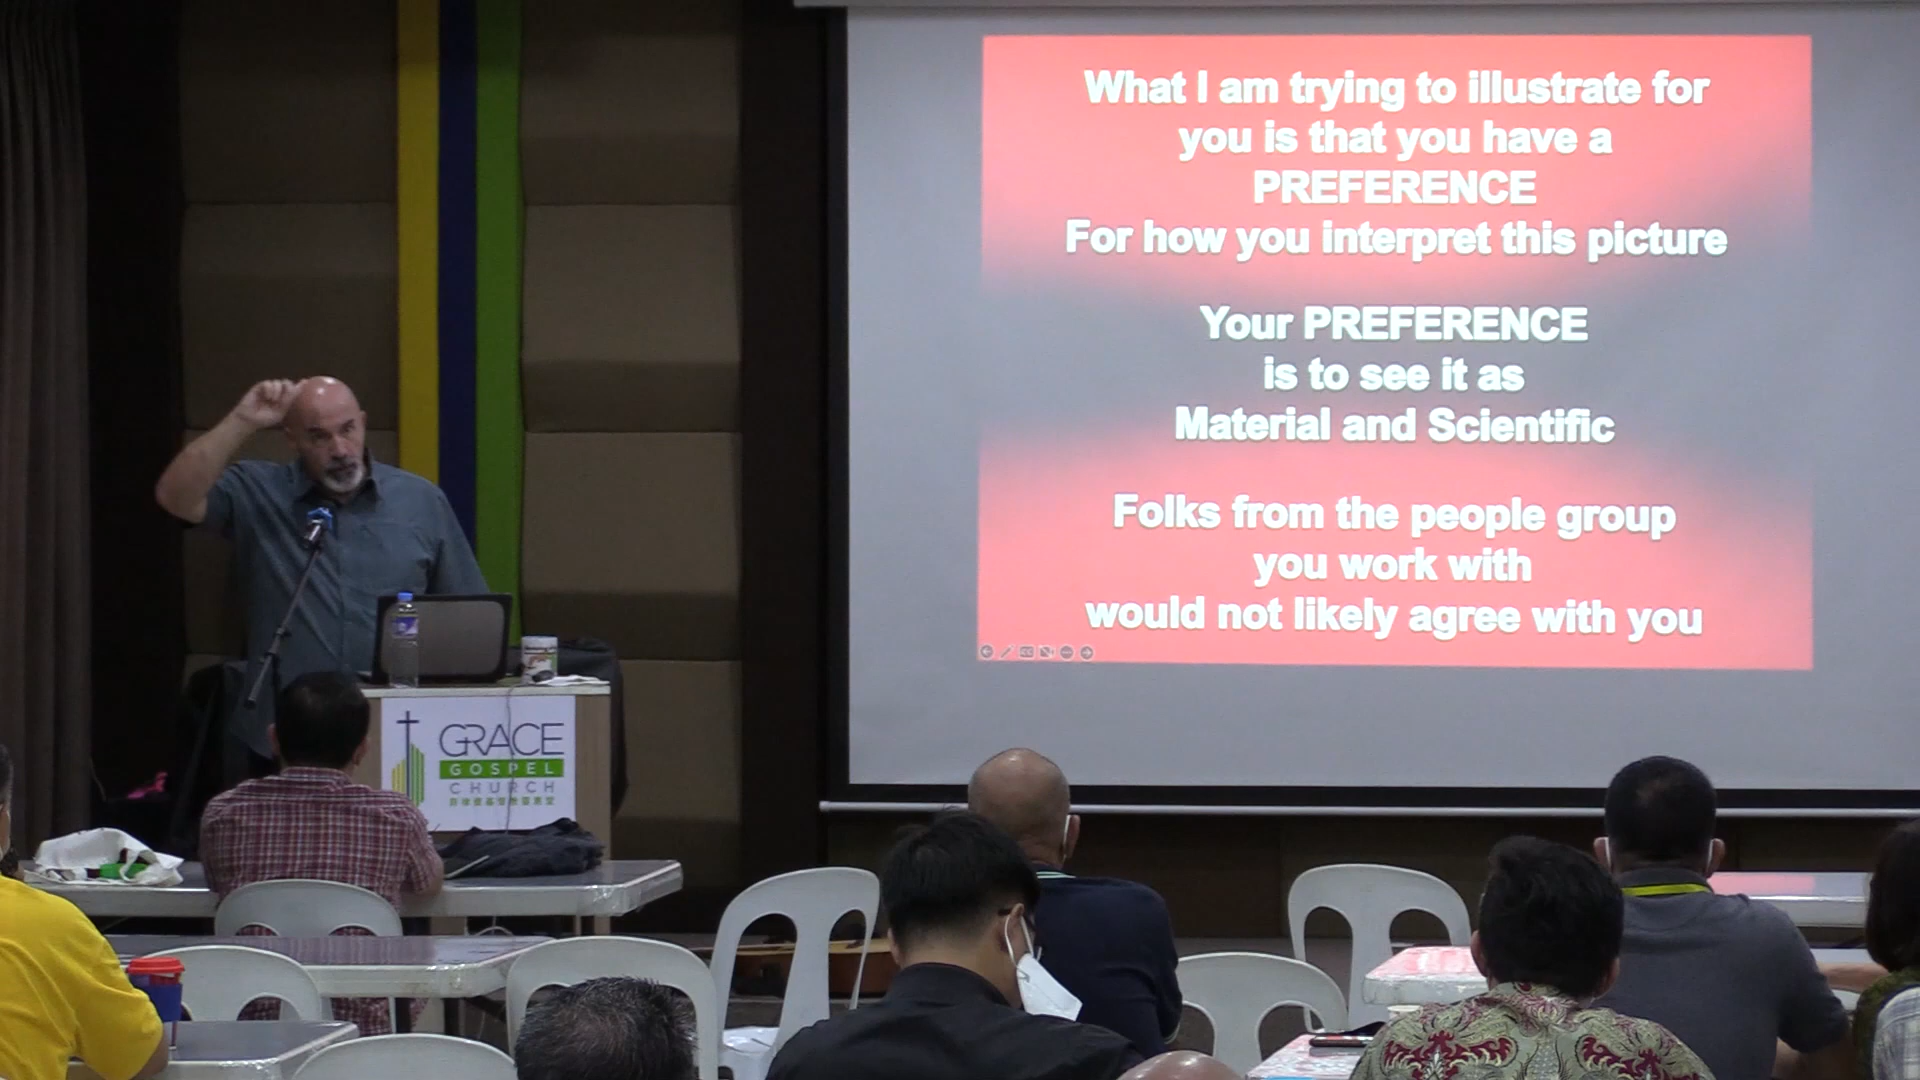 What I am trying to illustrate for
you is that you have a
PREFERENCE
For how you interpret this picture
Your PREFERENCE
is to see it as
Material and Scientific
Folks from the people group
you work with
would not likely agree with you
GRACE
GOSPEL
CHURCH